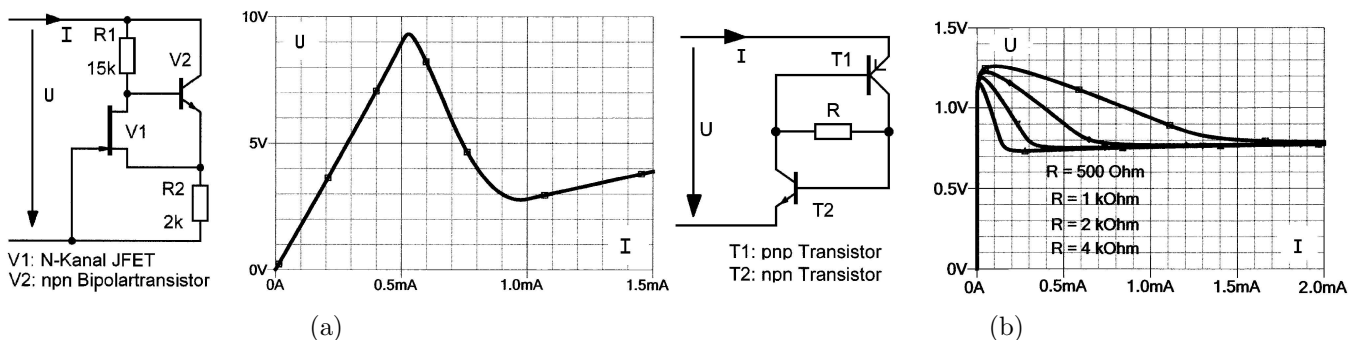 I
R1
15k
V2
U
V1
R2
2k
V1: N-Kanal JFET
V2: npn Bipolartransistor
10V
U
5V
0V
0A
0.5mA
1.0mA
1.5mA
I
(a)
I
T1
R
U
T2
T1: pnp Transistor
T2: npn Transistor
1.5V
U
1.0V
0.5V
0V
R = 500 Ohm
R = 1 kOhm
R = 2 kOhm
R = 4 kOhm
I
0A
0.5mA
1.0mA
1.5mA
2.0mA
(b)